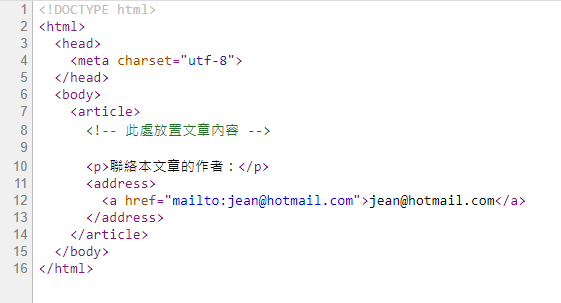 1 <!DOCTYPE html>
2 <html>
3   <head>
4     <meta charset="utf-8">
5   </head>
6   <body>
7     <article>
8       <!-- 此處放置文章內容 -->
9
10       <p>聯絡本文章的作者：</p>
11       <address>
12         <a href="mailto:jean@hotmail.com">jean@hotmail.com</a>
13       </address>
14     </article>
15   </body>
16 </html>